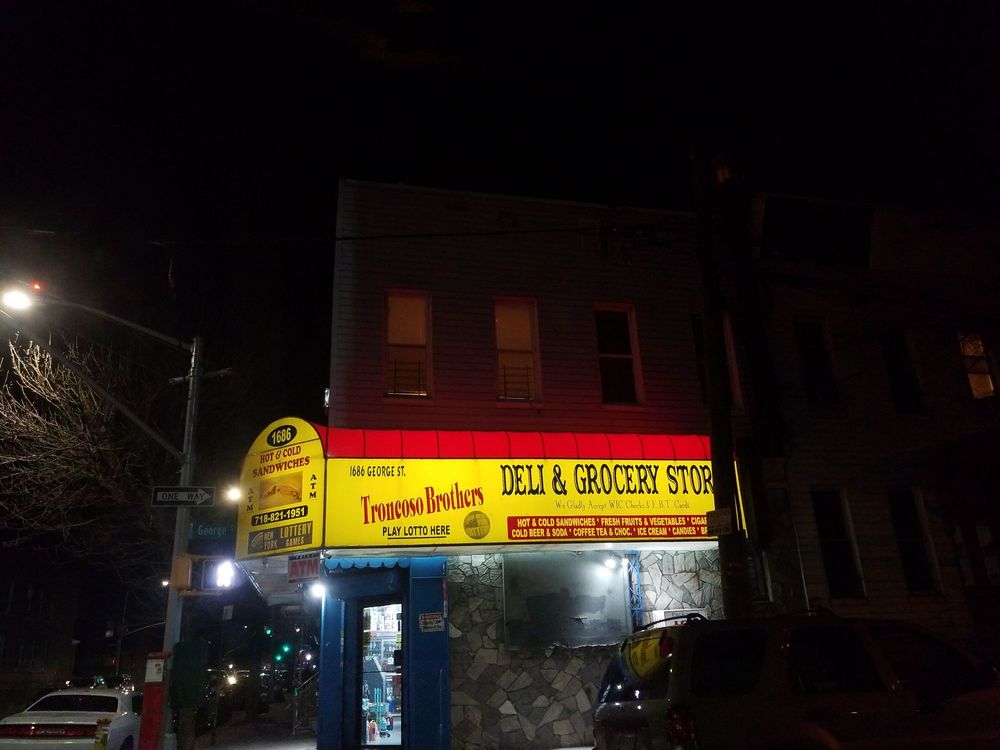 1686
HOT & COLD
SANDWICHES
ATM
ATM
718-821-1951
NEW YORK
LOTTERY
GAMES
1686 GEORGE ST.
Troncoso Brothers
PLAY LOTTO HERE
DELI & GROCERY STOR
We Gladly Accept WIC Checks & E.B.T. Cards
HOT & COLD SANDWICHES * FRESH FRUITS & VEGETABLES * CIGA
COLD BEER & SODA * COFFEE TEA & CHOC. * ICE CREAM * CANDIES * B
ONE WAY
George
ATM